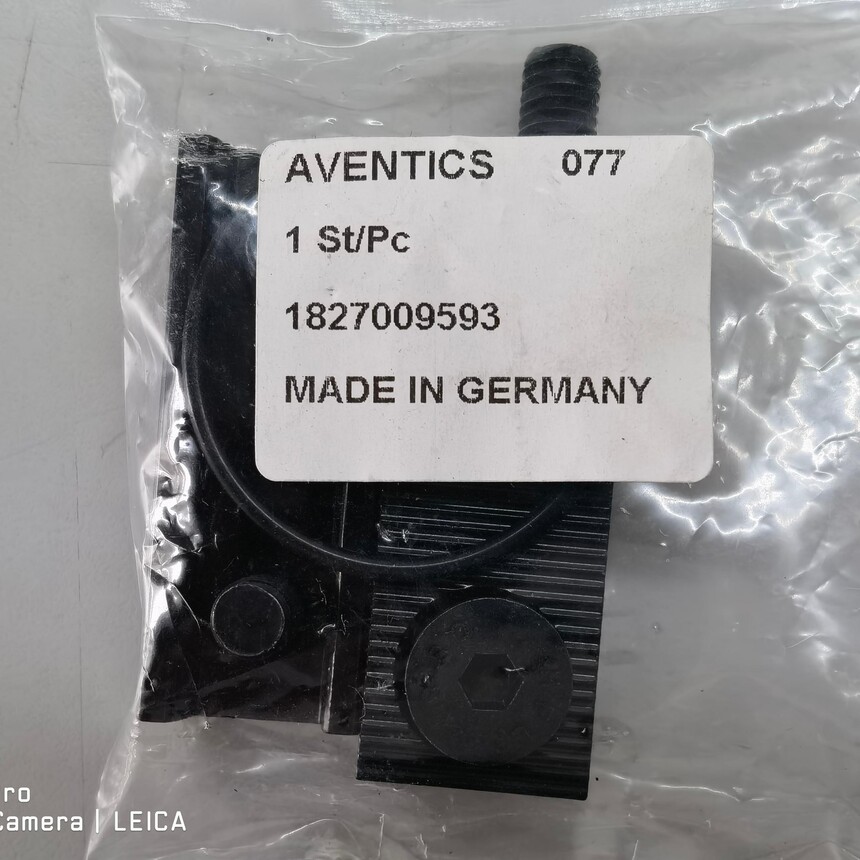 AVENTICS 077
1 St/Pc
1827009593
MADE IN GERMANY
ro
Camera | LEICA